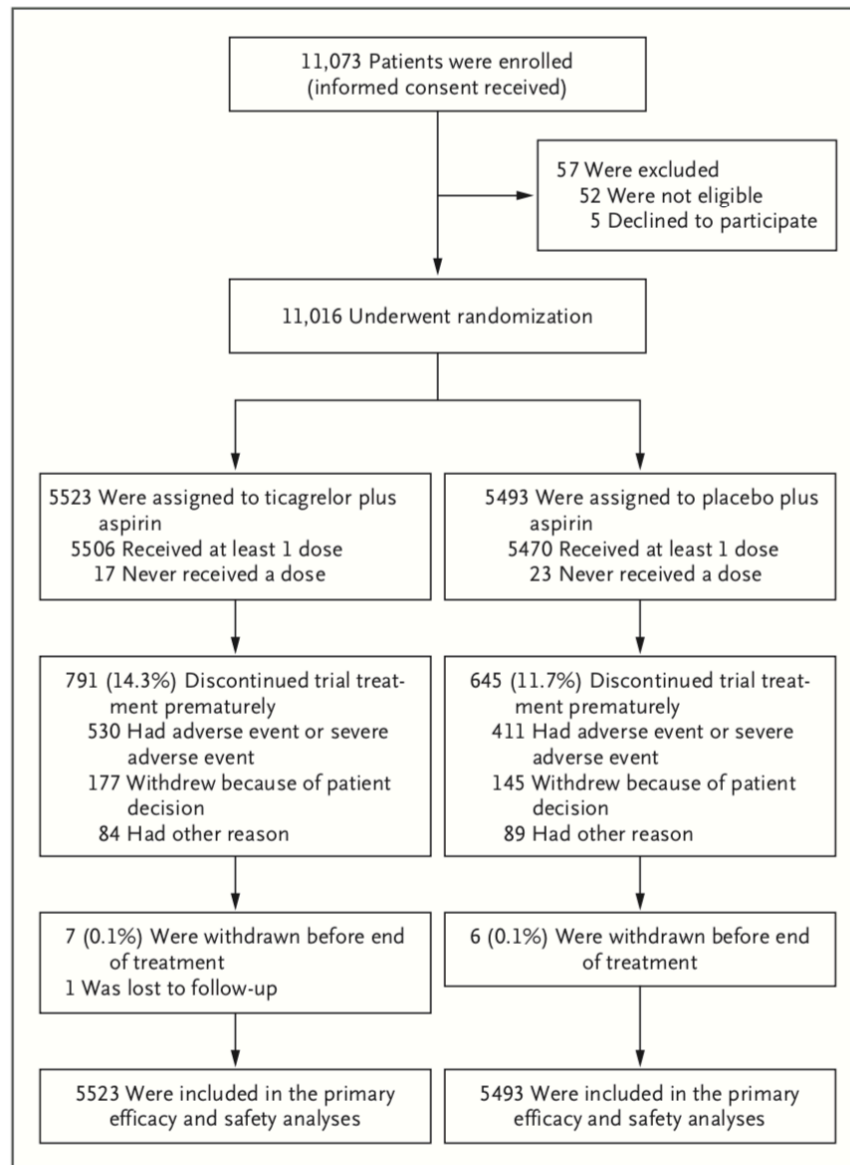 11,073 Patients were enrolled
(informed consent received)
57 Were excluded
52 Were not eligible
5 Declined to participate
11,016 Underwent randomization
5523 Were assigned to ticagrelor plus
aspirin
5506 Received at least 1 dose
17 Never received a dose
5493 Were assigned to placebo plus
aspirin
5470 Received at least 1 dose
23 Never received a dose
791 (14.3%) Discontinued trial treat-
ment prematurely
530 Had adverse event or severe
adverse event
177 Withdrew because of patient
decision
84 Had other reason
645 (11.7%) Discontinued trial treat-
ment prematurely
411 Had adverse event or severe
adverse event
145 Withdrew because of patient
decision
89 Had other reason
7 (0.1%) Were withdrawn before end
of treatment
1 Was lost to follow-up
6 (0.1%) Were withdrawn before end
of treatment
5523 Were included in the primary
efficacy and safety analyses
5493 Were included in the primary
efficacy and safety analyses